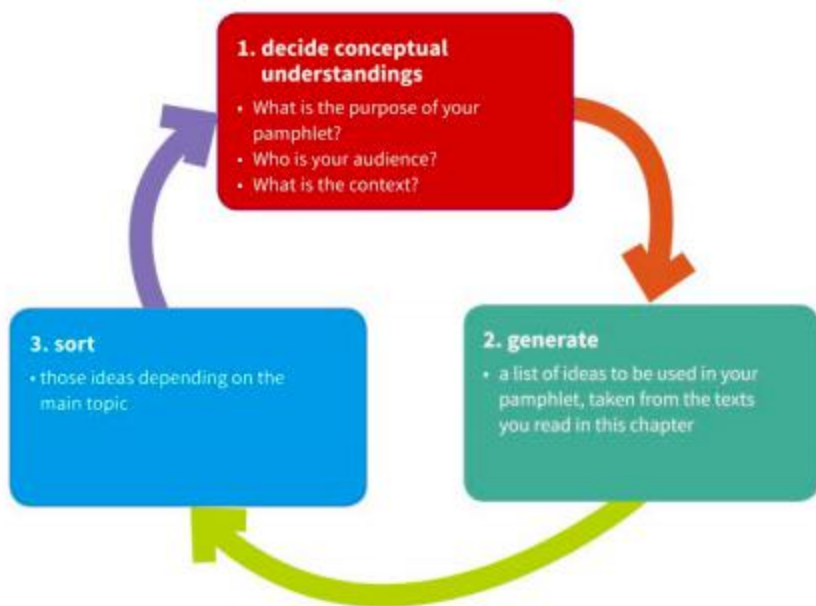 1. decide conceptual
understandings
• What is the purpose of your
pamphlet?
• Who is your audience?
• What is the context?
2. generate
• a list of ideas to be used in your
pamphlet, taken from the texts
you read in this chapter
3. sort
• those ideas depending on the
main topic